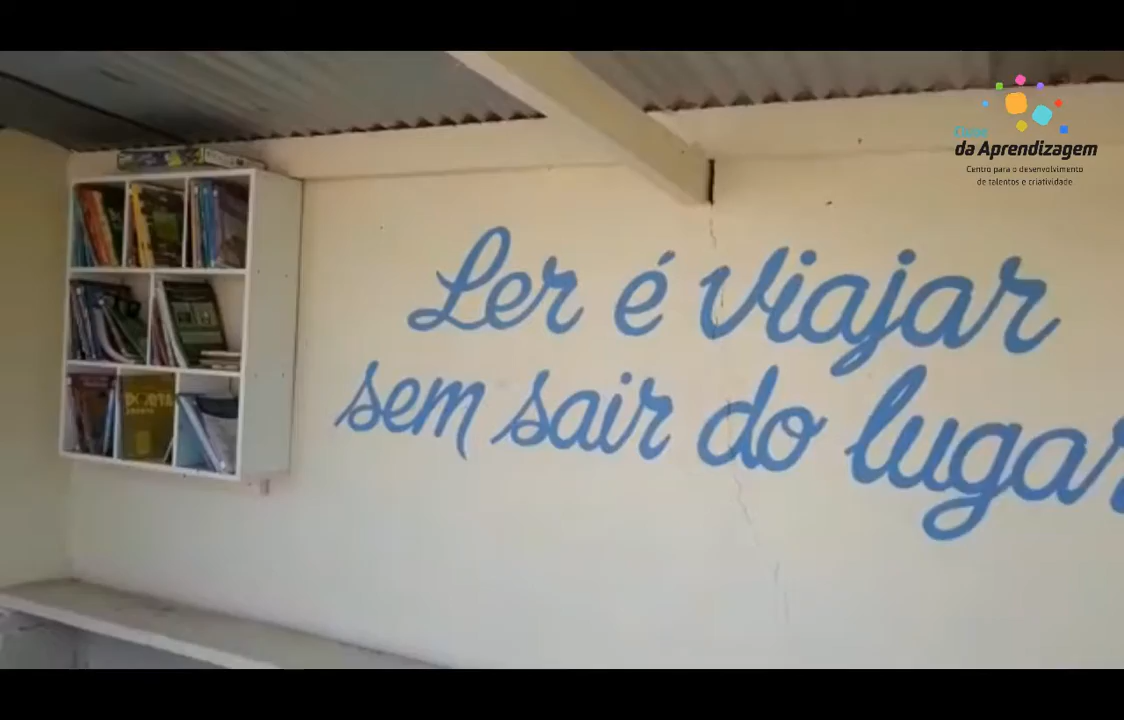 da Aprendizagem
Centro para o desenvolvimento
de talentos e criatividade
Ler é viajar
sem sair do lugar